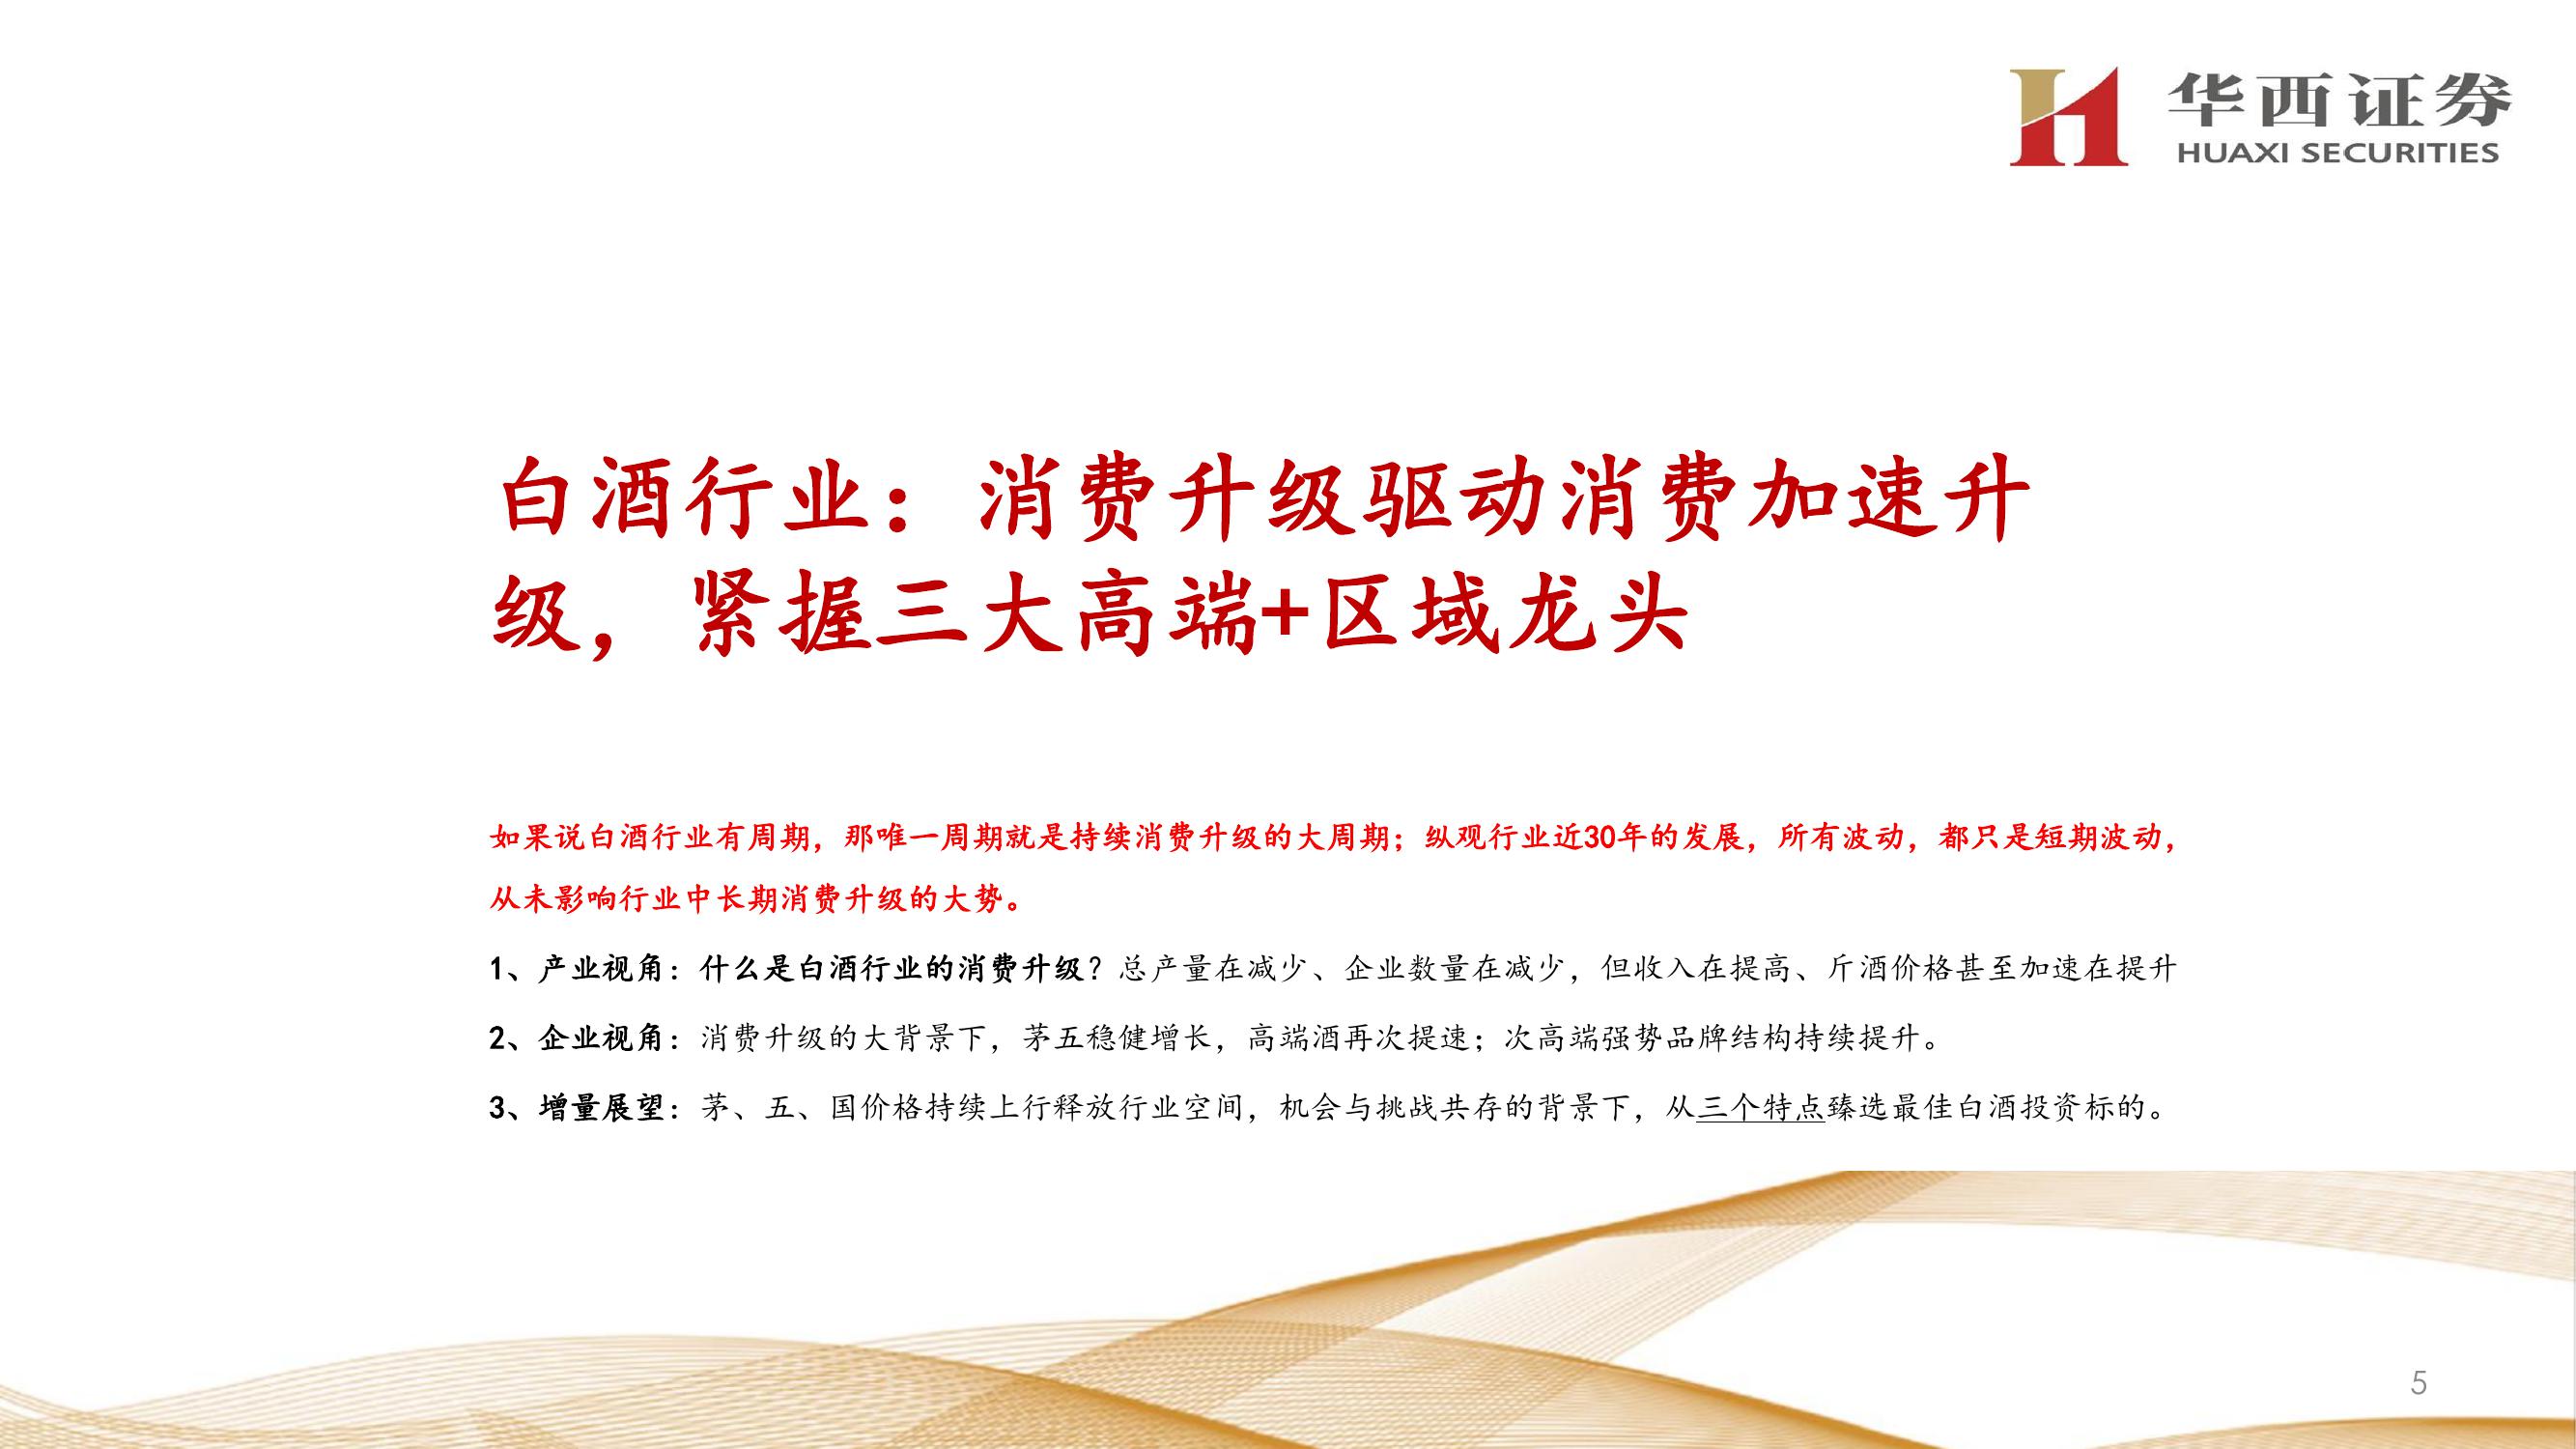 华西证券
HUAXI SECURITIES
白酒行业：消费升级驱动消费加速升
级，紧握三大高端+区域龙头
如果说白酒行业有周期，那唯一周期就是持续消费升级的大周期；纵观行业近30年的发展，所有波动，都只是短期波动，
从未影响行业中长期消费升级的大势。
1、产业视角：什么是白酒行业的消费升级？总产量在减少、企业数量在减少，但收入在提高、斤酒价格甚至加速在提升
2、企业视角：消费升级的大背景下，茅五稳健增长，高端酒再次提速；次高端强势品牌结构持续提升。
3、增量展望：茅、五、国价格持续上行释放行业空间，机会与挑战共存的背景下，从三个特点臻选最佳白酒投资标的。
5